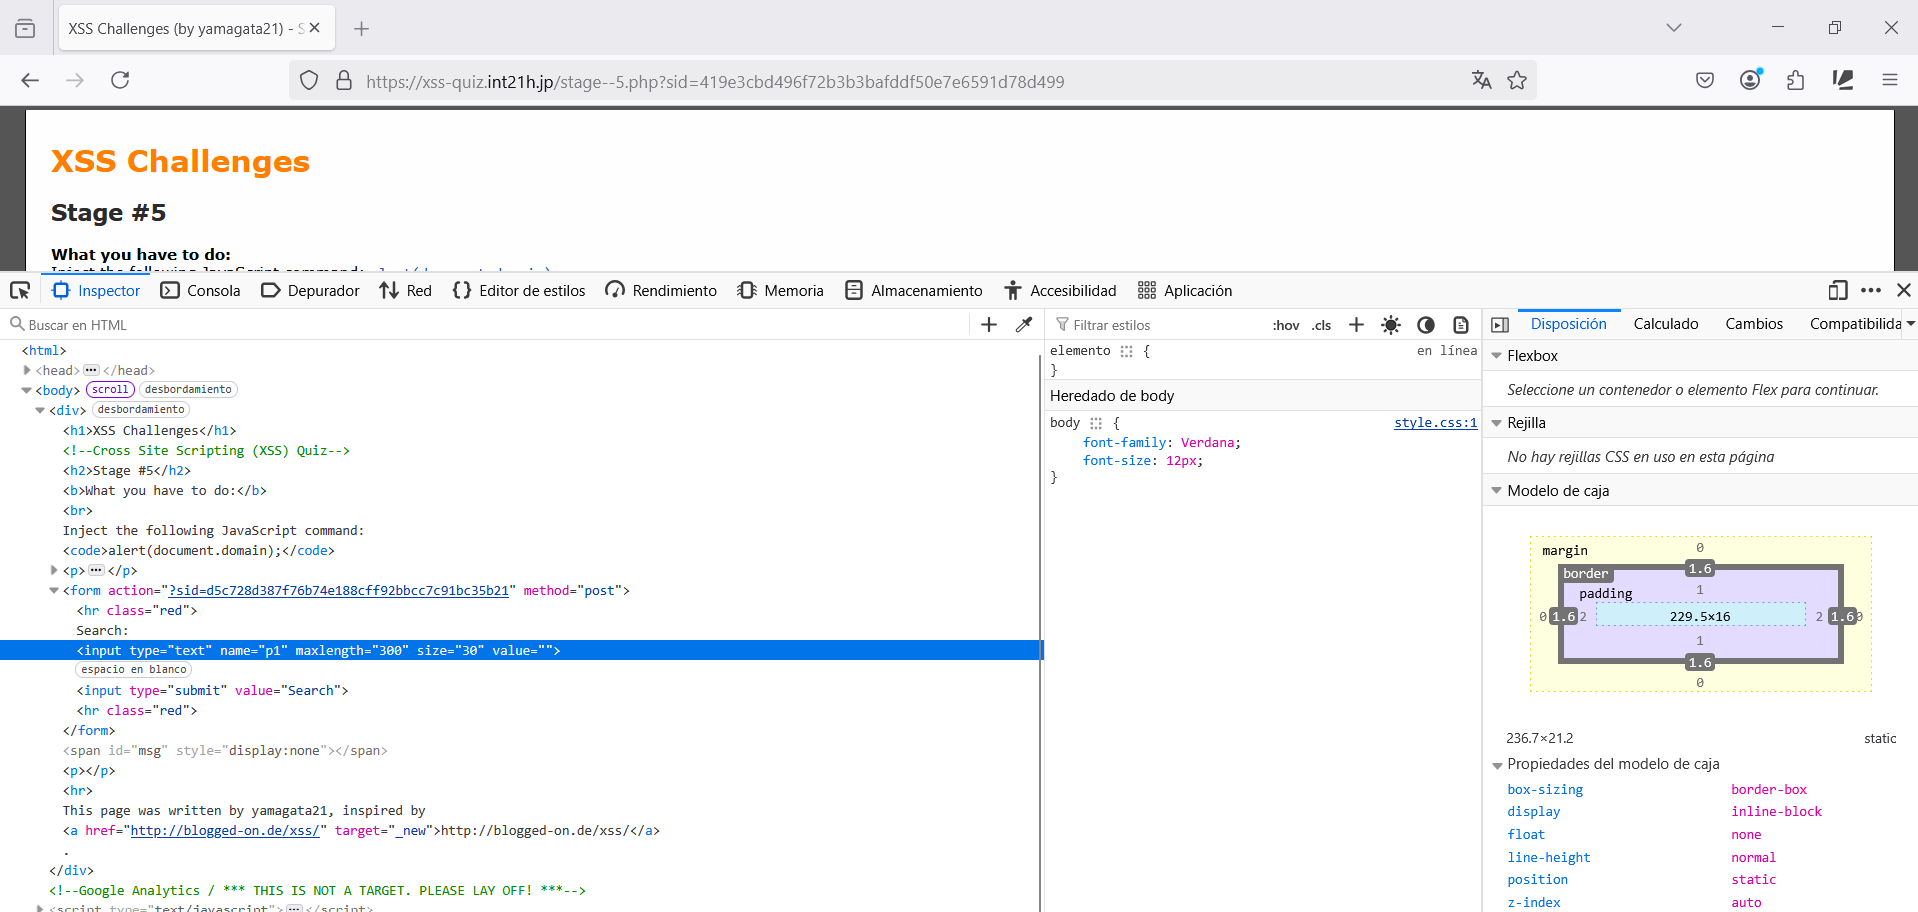 XSS Challenges (by yamagata21) - S
https://xss-quiz.int21h.jp/stage--5.php?sid=419e3cbd496f72b3b3bafddf50e7e6591d78d499
XSS Challenges
Stage #5
What you have to do:
Inject the following JavaScript command: alert(document.domain);
Inspector Consola Depurador Red Editor de estilos Rendimiento Memoria Almacenamiento Accesibilidad Aplicación
Buscar en HTML
<html>
<head> ••• </head>
<body> scroll desbordamiento
<div> desbordamiento
<h1>XSS Challenges</h1>
<!--Cross Site Scripting (XSS) Quiz-->
<h2>Stage #5</h2>
<b>What you have to do:</b>
<br>
Inject the following JavaScript command:
<code>alert(document.domain);</code>
<p> ••• </p>
<form action="?sid=d5c728d387f76b74e188cff92bbcc7c91bc35b21" method="post">
<hr class="red">
Search:
<input type="text" name="p1" maxlength="300" size="30" value="">
espacio en blanco
<input type="submit" value="Search">
<hr class="red">
</form>
<span id="msg" style="display:none"></span>
<p></p>
<hr>
This page was written by yamagata21, inspired by
<a href="http://blogged-on.de/xss/" target="_new">http://blogged-on.de/xss/</a>
.
</div>
<!--Google Analytics / *** THIS IS NOT A TARGET. PLEASE LAY OFF! ***-->
<script type="text/javascript"> ••• </script>
Filtrar estilos :hov .cls
elemento {
en línea
}
Heredado de body
body {
style.css:1
font-family: Verdana;
font-size: 12px;
}
Disposición Calculado Cambios Compatibilida
Flexbox
Seleccione un contenedor o elemento Flex para continuar.
Rejilla
No hay rejillas CSS en uso en esta página
Modelo de caja
margin 0
border 1.6
padding 1
0 1.6 2 229.5×16 2 1.6 0
1
1.6
0
236.7×21.2 static
Propiedades del modelo de caja
box-sizing border-box
display inline-block
float none
line-height normal
position static
z-index auto